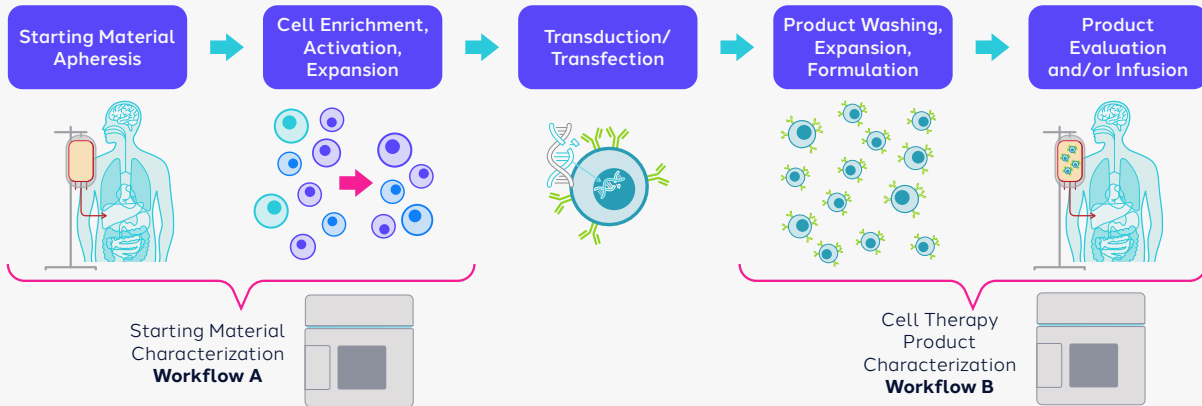 Starting Material
Apheresis
Cell Enrichment,
Activation,
Expansion
Transduction/
Transfection
Product Washing,
Expansion,
Formulation
Product
Evaluation
and/or Infusion
Starting Material
Characterization
Workflow A
Cell Therapy
Product
Characterization
Workflow B